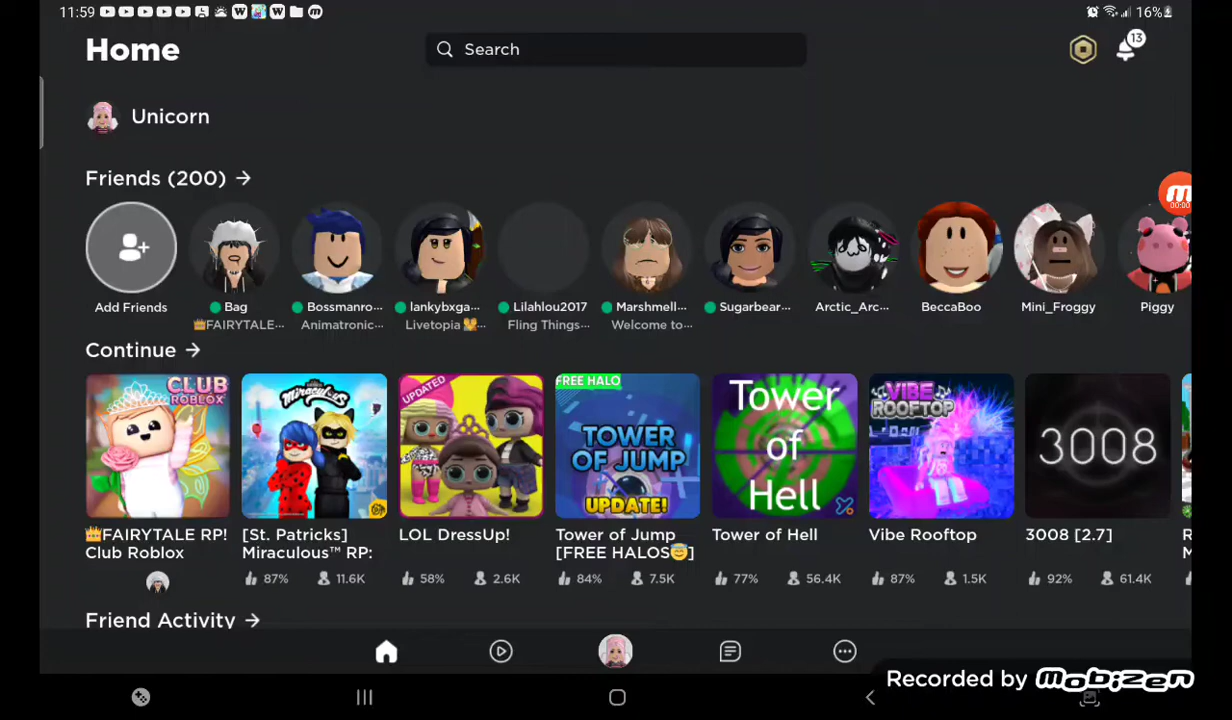 11:59
16%
Home
Search
13
Unicorn
Friends (200)
00:00
Add Friends
Bag
Bossmanro...
lankybxga...
Lilahlou2017
Marshmell...
Sugarbear...
Arctic_Arc...
BeccaBoo
Mini_Froggy
Piggy
👑FAIRYTALE...
Animatronic...
Livetopia...
Fling Things...
Welcome to...
Continue
CLUB ROBLOX
MIRACULOUS
UPDATED
FREE HALO
TOWER OF JUMP
UPDATE!
Tower of Hell
VIBE ROOFTOP
3008
👑FAIRYTALE RP! Club Roblox
[St. Patricks] Miraculous™ RP:
LOL DressUp!
Tower of Jump [FREE HALOS😇]
Tower of Hell
Vibe Rooftop
3008 [2.7]
87% 11.6K
58% 2.6K
84% 7.5K
77% 56.4K
87% 1.5K
92% 61.4K
Friend Activity
Recorded by mobizen